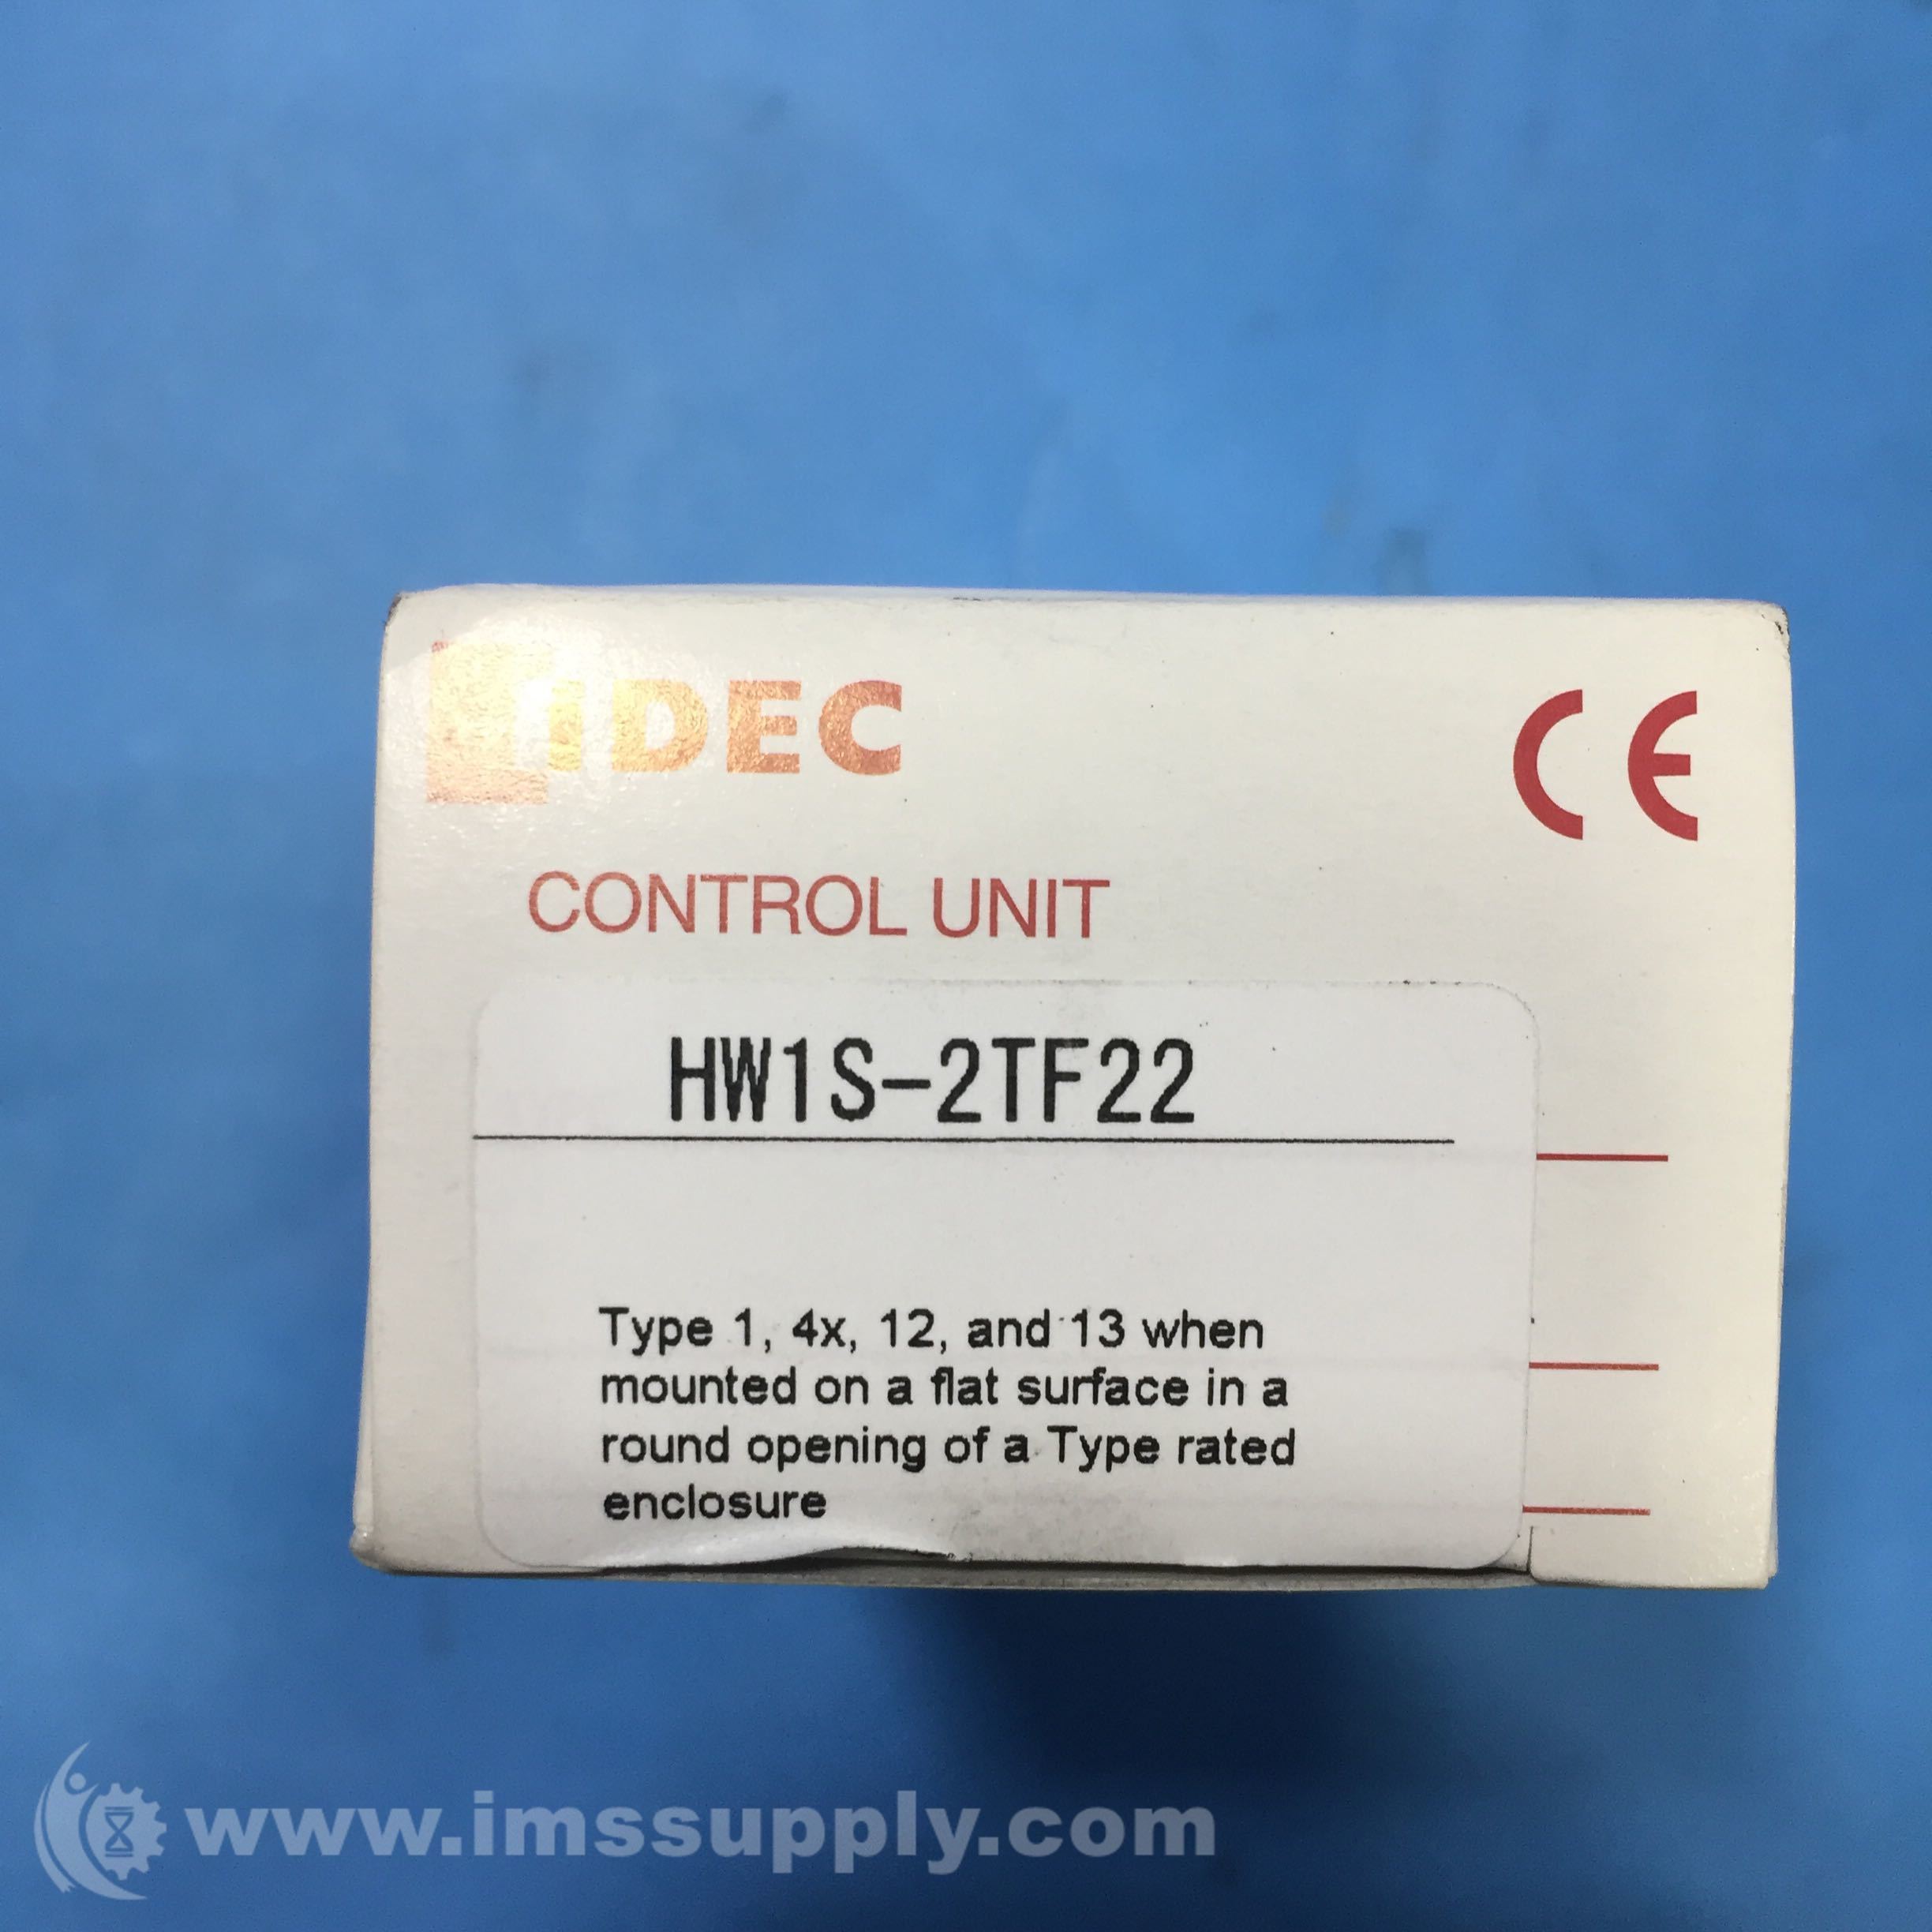 iDEC
CE
CONTROL UNIT
HW1S-2TF22
Type 1, 4x, 12, and 13 when
mounted on a flat surface in a
round opening of a Type rated
enclosure
www.imssupply.com